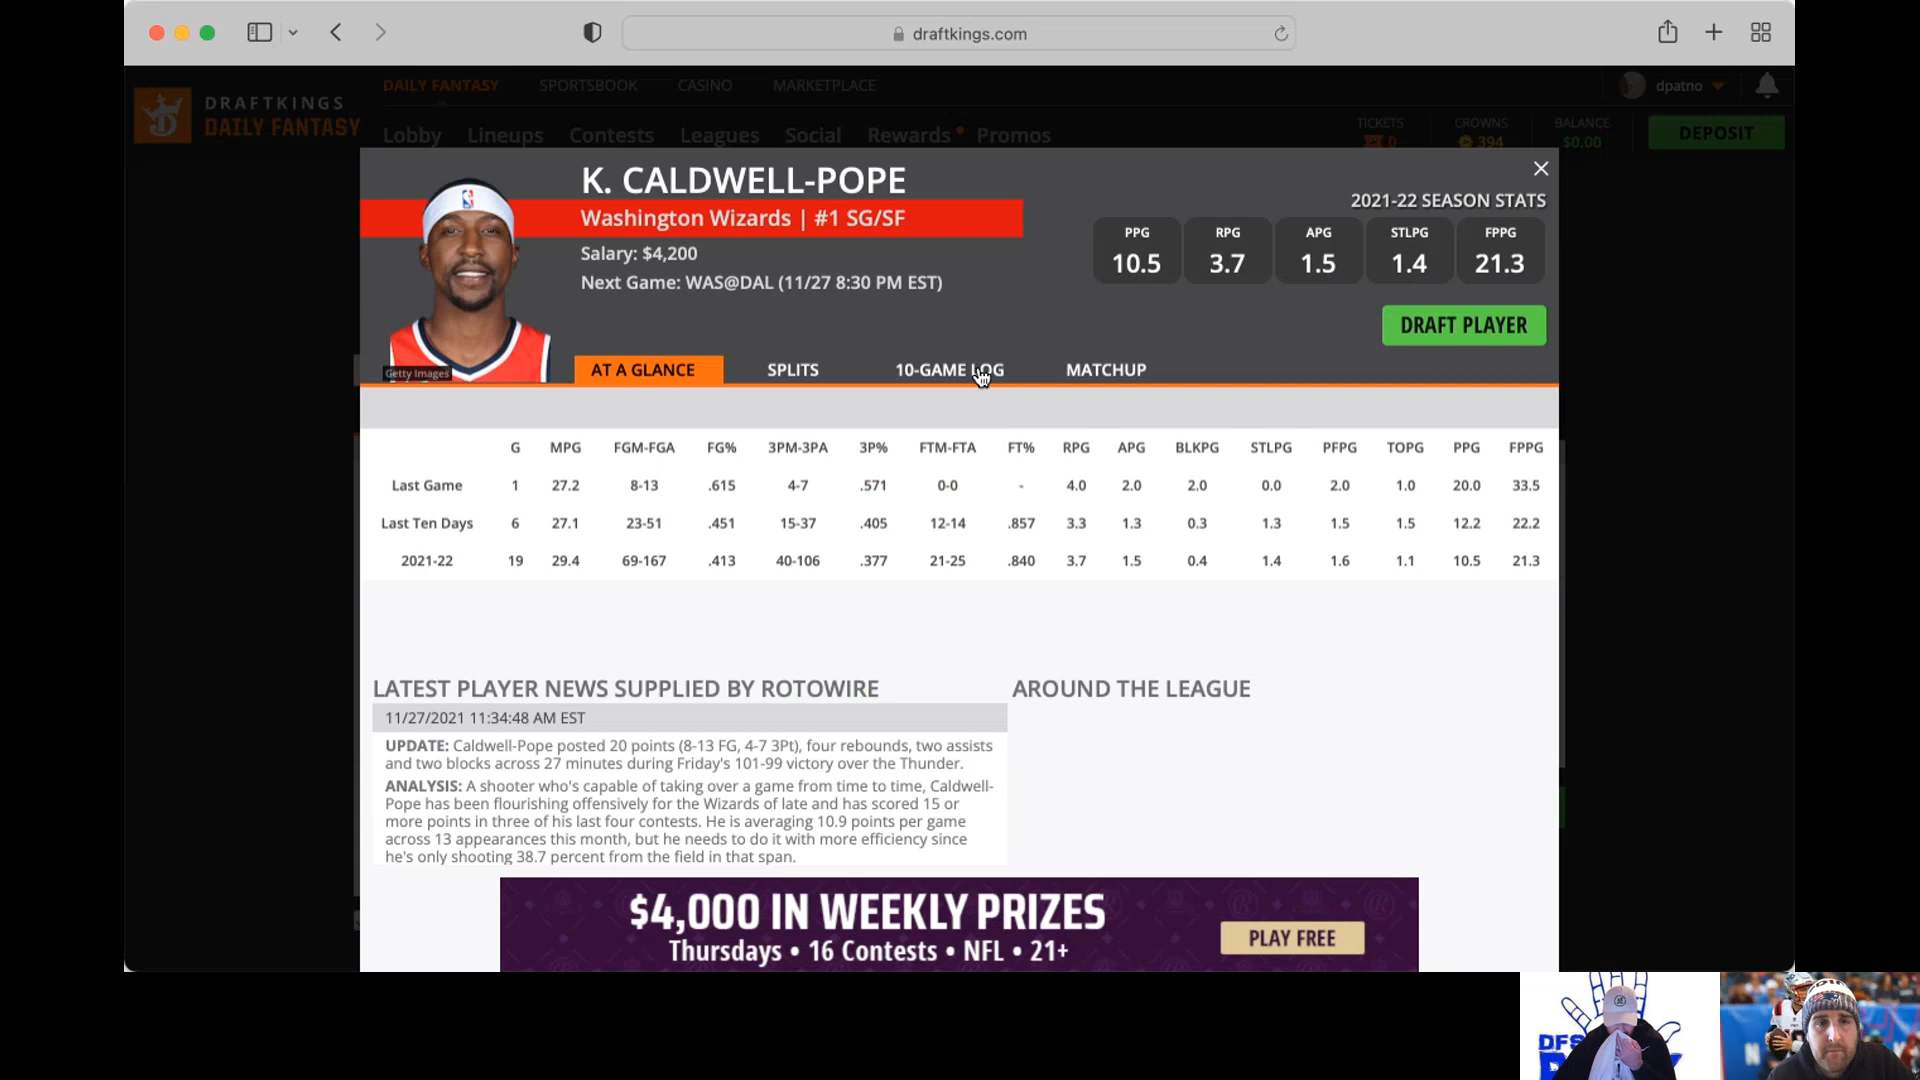 draftkings.com
DAILY FANTASY SPORTSBOOK CASINO MARKETPLACE dpatno
DRAFTKINGS
DAILY FANTASY
Lobby Lineups Contests Leagues Social Rewards Promos
TICKETS CROWNS BALANCE DEPOSIT
0 394 $0.00
K. CALDWELL-POPE
Washington Wizards | #1 SG/SF
Salary: $4,200
Next Game: WAS@DAL (11/27 8:30 PM EST)
2021-22 SEASON STATS
PPG RPG APG STLPG FPPG
10.5 3.7 1.5 1.4 21.3
DRAFT PLAYER
Getty Images
AT A GLANCE SPLITS 10-GAME LOG MATCHUP
G MPG FGM-FGA FG% 3PM-3PA 3P% FTM-FTA FT% RPG APG BLKPG STLPG PFPG TOPG PPG FPPG
Last Game 1 27.2 8-13 .615 4-7 .571 0-0 - 4.0 2.0 2.0 0.0 2.0 1.0 20.0 33.5
Last Ten Days 6 27.1 23-51 .451 15-37 .405 12-14 .857 3.3 1.3 0.3 1.3 1.5 1.5 12.2 22.2
2021-22 19 29.4 69-167 .413 40-106 .377 21-25 .840 3.7 1.5 0.4 1.4 1.6 1.1 10.5 21.3
LATEST PLAYER NEWS SUPPLIED BY ROTOWIRE
AROUND THE LEAGUE
11/27/2021 11:34:48 AM EST
UPDATE: Caldwell-Pope posted 20 points (8-13 FG, 4-7 3Pt), four rebounds, two assists
and two blocks across 27 minutes during Friday's 101-99 victory over the Thunder.
ANALYSIS: A shooter who's capable of taking over a game from time to time, Caldwell-
Pope has been flourishing offensively for the Wizards of late and has scored 15 or
more points in three of his last four contests. He is averaging 10.9 points per game
across 13 appearances this month, but he needs to do it with more efficiency since
he's only shooting 38.7 percent from the field in that span.
$4,000 IN WEEKLY PRIZES
Thursdays • 16 Contests • NFL • 21+
PLAY FREE
DFS